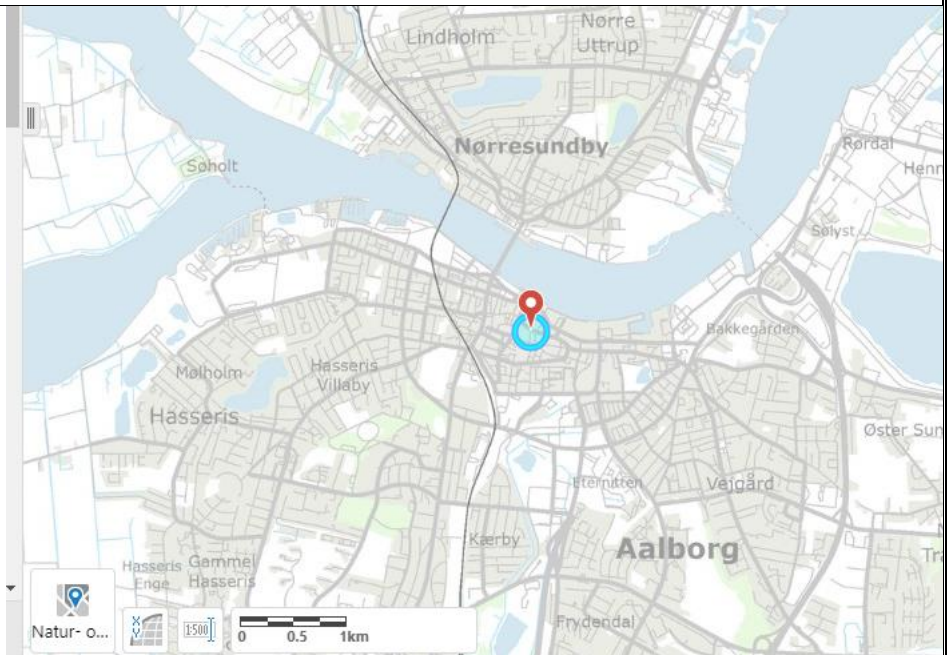 Lindholm
Nørre
Uttrup
Nørresundby
Rørdal
Søholt
Sølyst
Bakkegården
Mølholm
Hasseris
Villaby
Hasseris
Øster Sun
Eternitten
Vejgård
Kærby
Aalborg
Hasseris
Enge
Gammel
Hasseris
Frydendal
Natur- o...
X
Y
1:500
0 0.5 1km